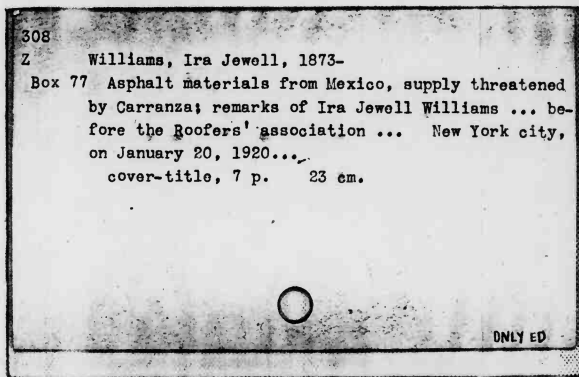 308
Z Williams, Ira Jewell, 1873-
Box 77 Asphalt materials from Mexico, supply threatened
by Carranza; remarks of Ira Jewell Williams ... be-
fore the Roofers' association ... New York city,
on January 20, 1920...
cover-title, 7 p. 23 cm.
ONLY ED